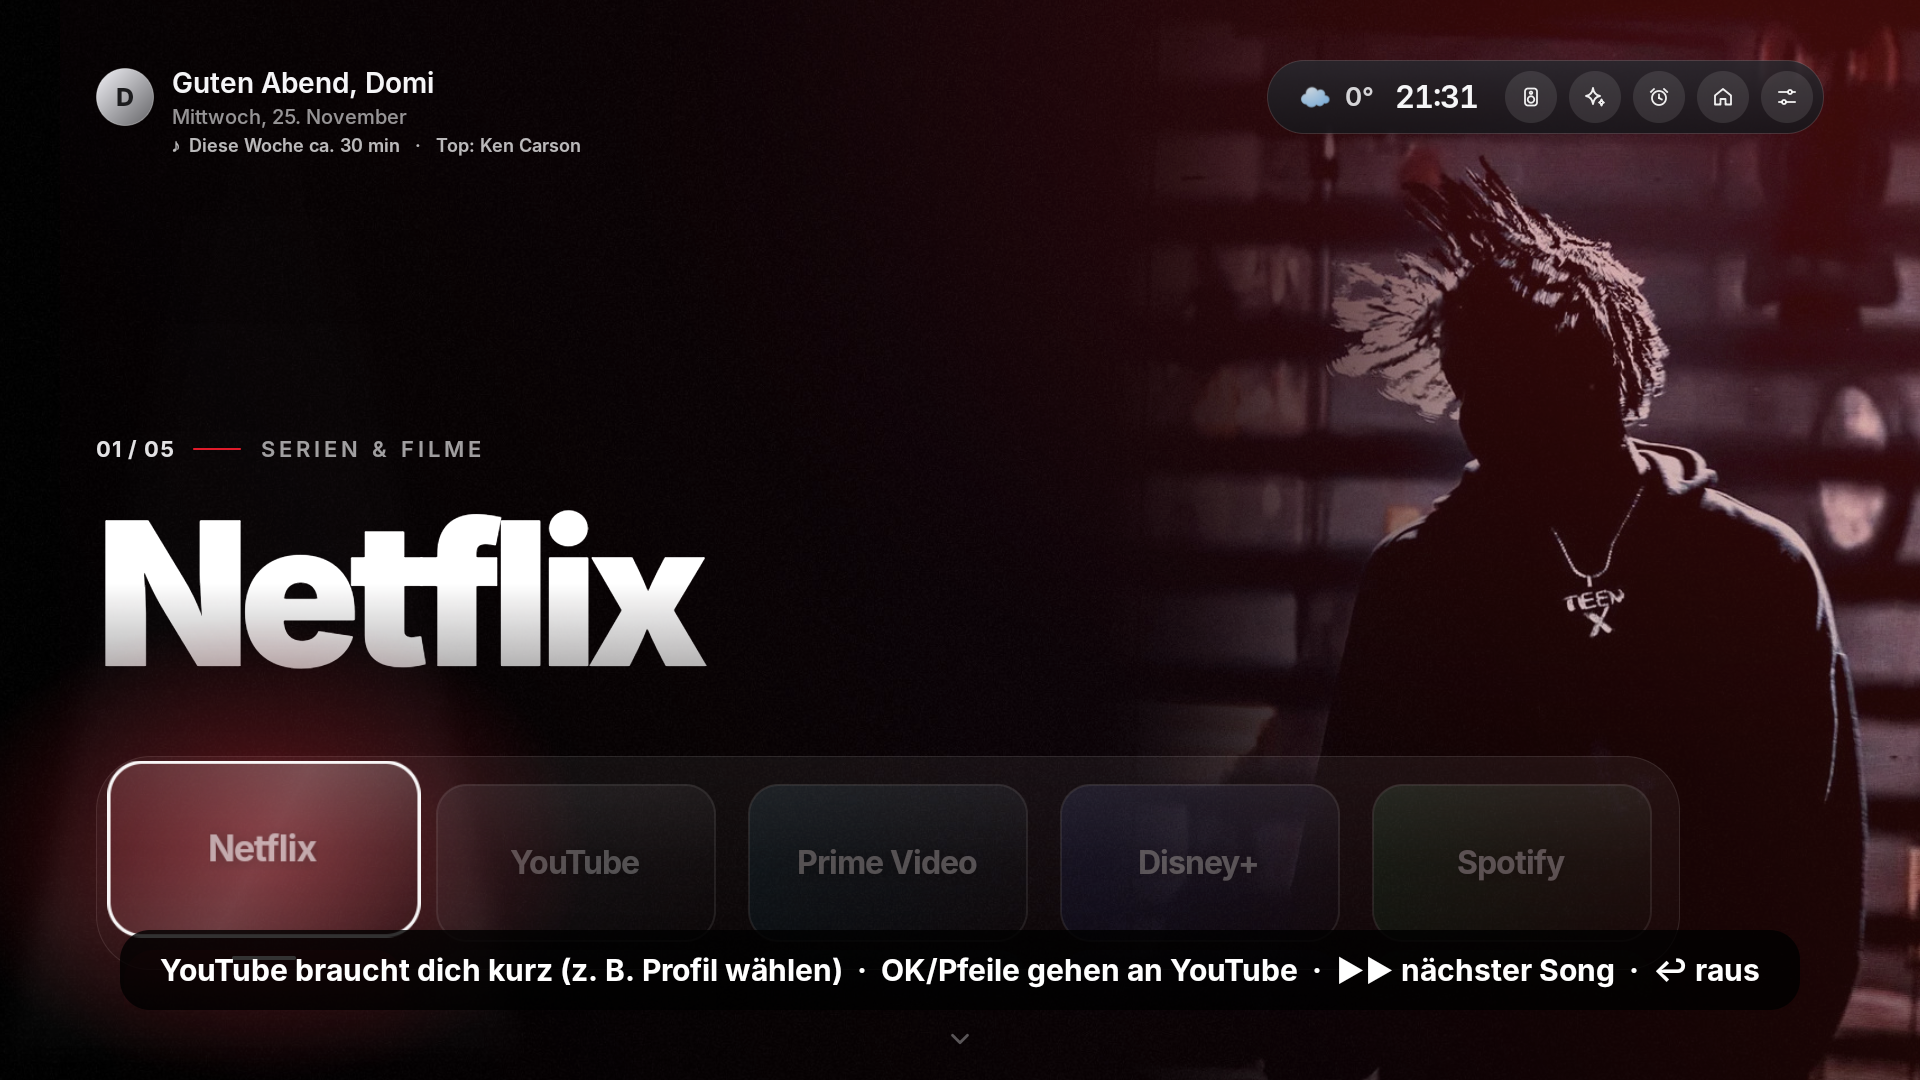 D
Guten Abend, Domi
Mittwoch, 25. November
♪ Diese Woche ca. 30 min · Top: Ken Carson
0° 21:31
01 / 05 SERIEN & FILME
Netflix
TEEN
X
Netflix YouTube Prime Video Disney+ Spotify
YouTube braucht dich kurz (z. B. Profil wählen) · OK/Pfeile gehen an YouTube · ▶▶ nächster Song · ↩ raus